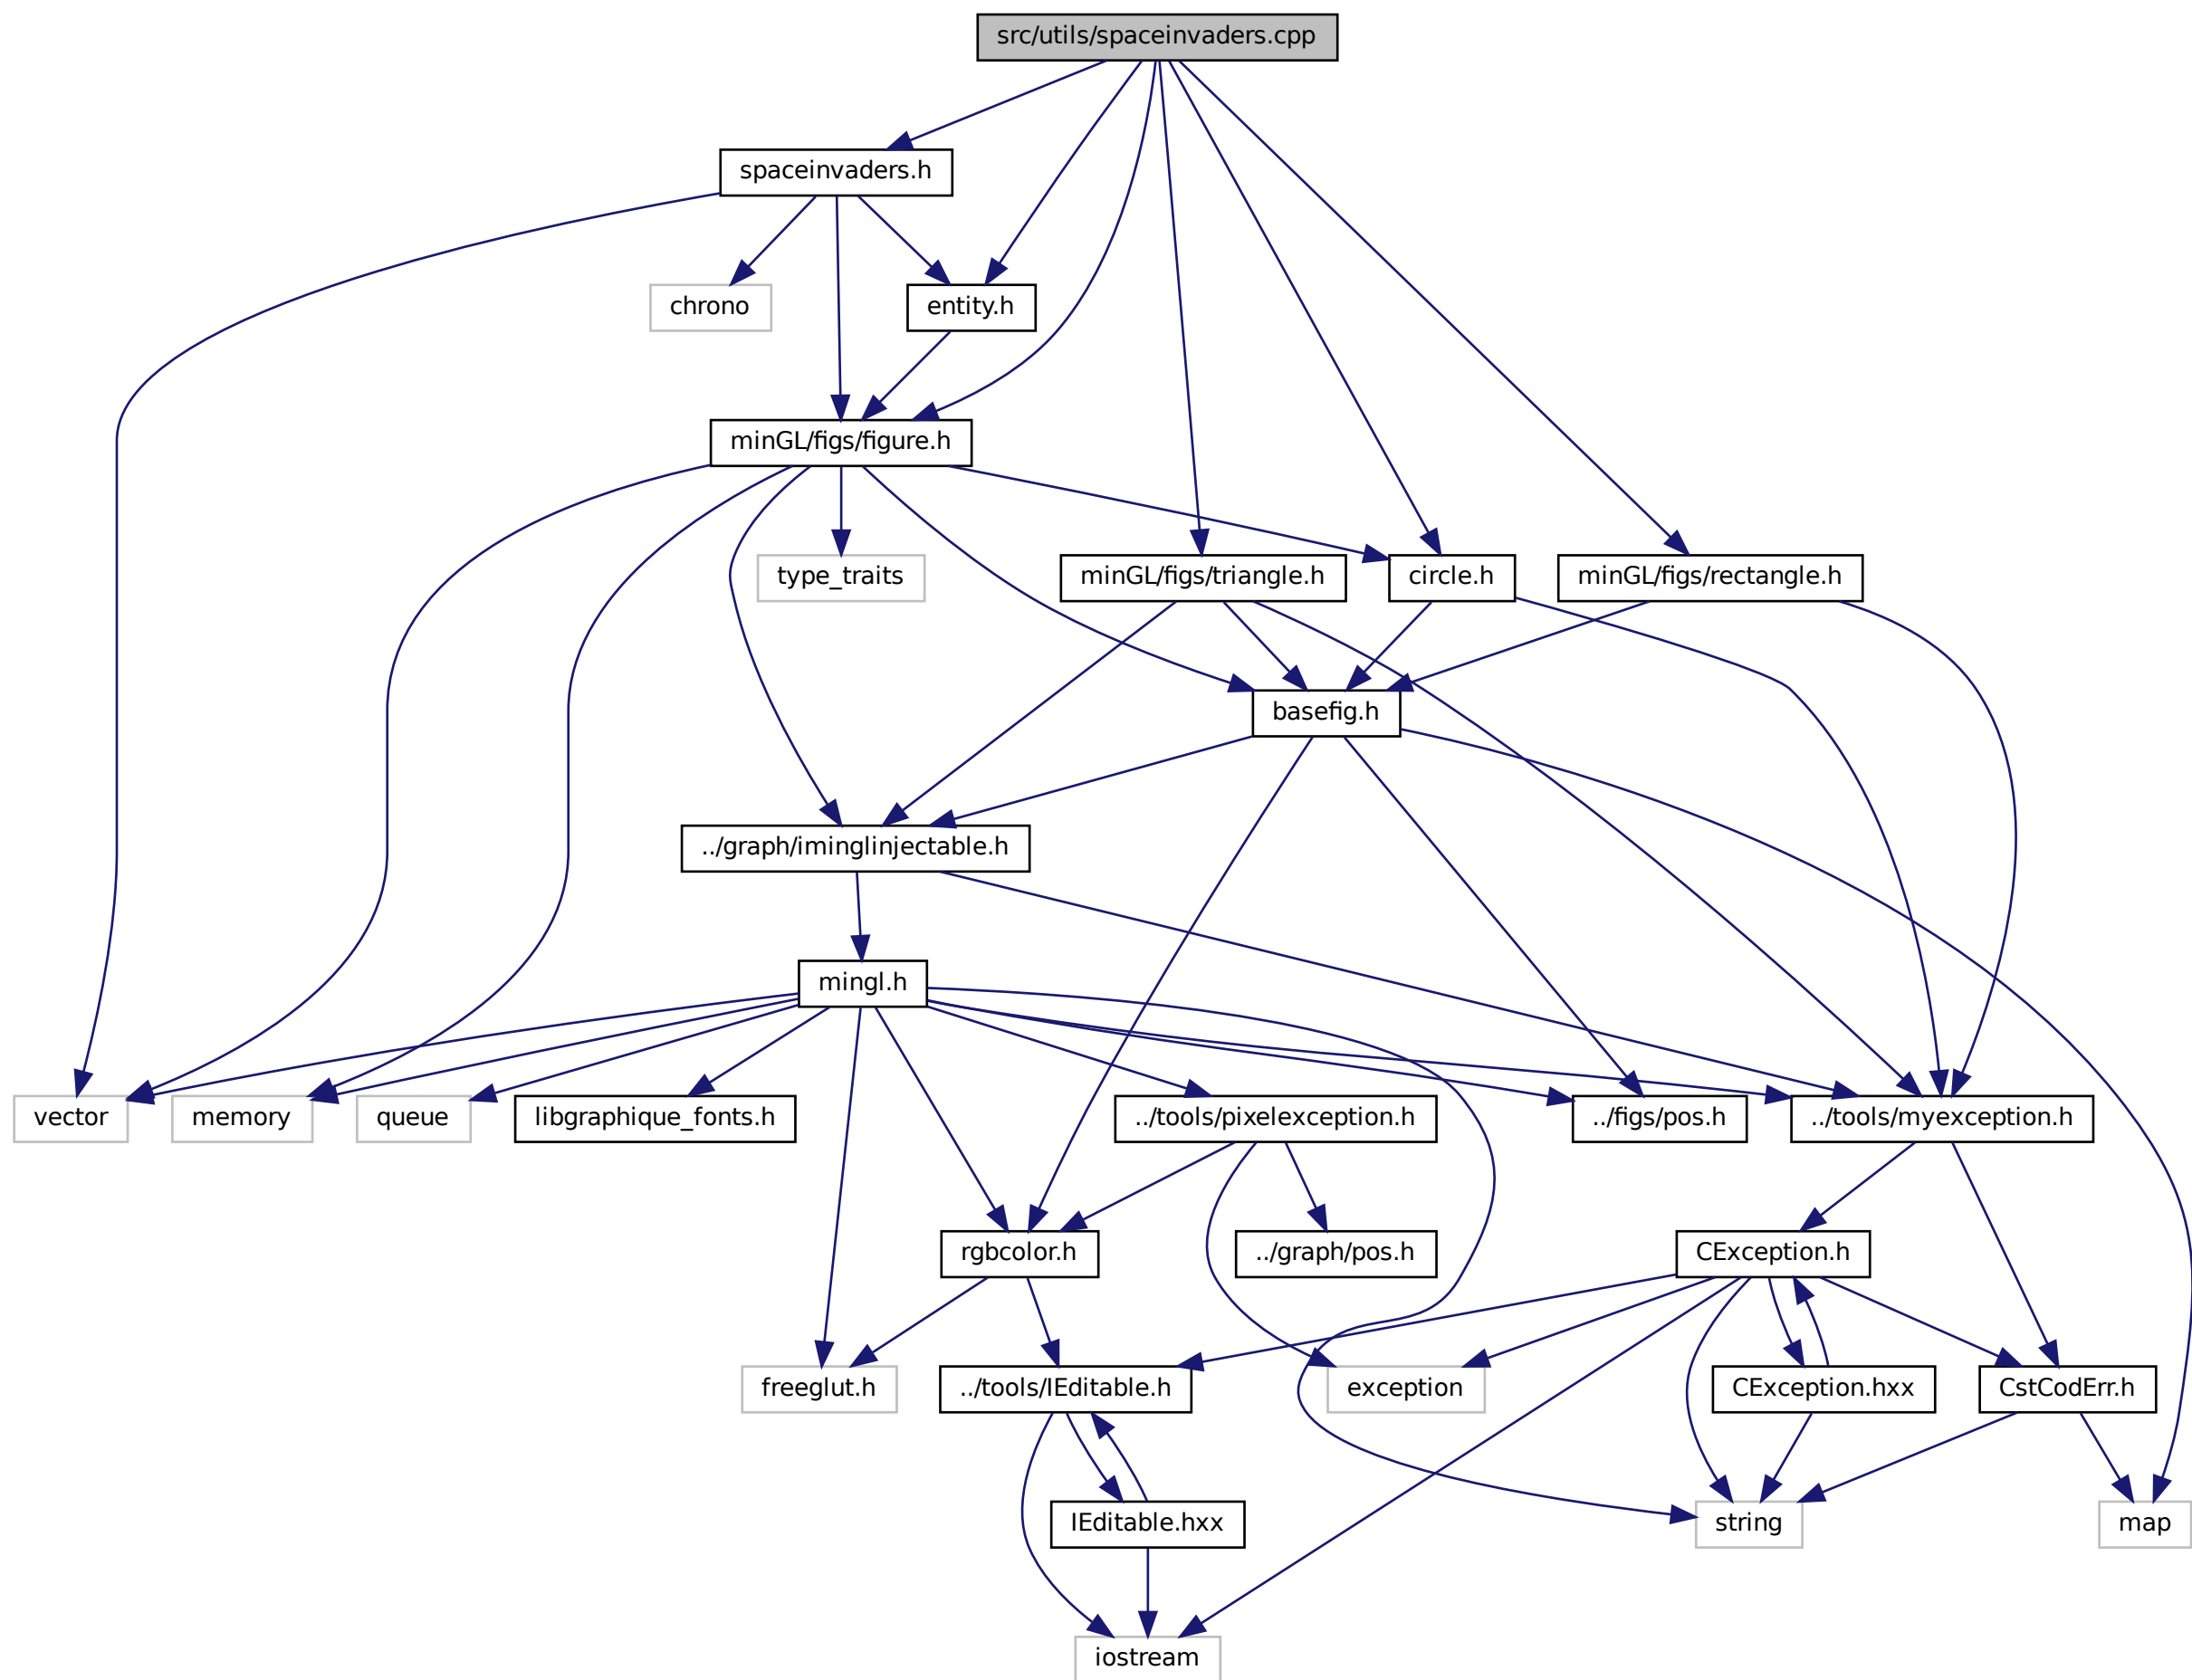 src/utils/spaceinvaders.cpp
spaceinvaders.h
chrono
entity.h
minGL/figs/figure.h
type_traits
minGL/figs/triangle.h
circle.h
minGL/figs/rectangle.h
basefig.h
../graph/iminglinjectable.h
mingl.h
vector
memory
queue
libgraphique_fonts.h
../tools/pixelexception.h
../figs/pos.h
../tools/myexception.h
rgbcolor.h
../graph/pos.h
CException.h
freeglut.h
../tools/IEditable.h
exception
CException.hxx
CstCodErr.h
IEditable.hxx
string
map
iostream